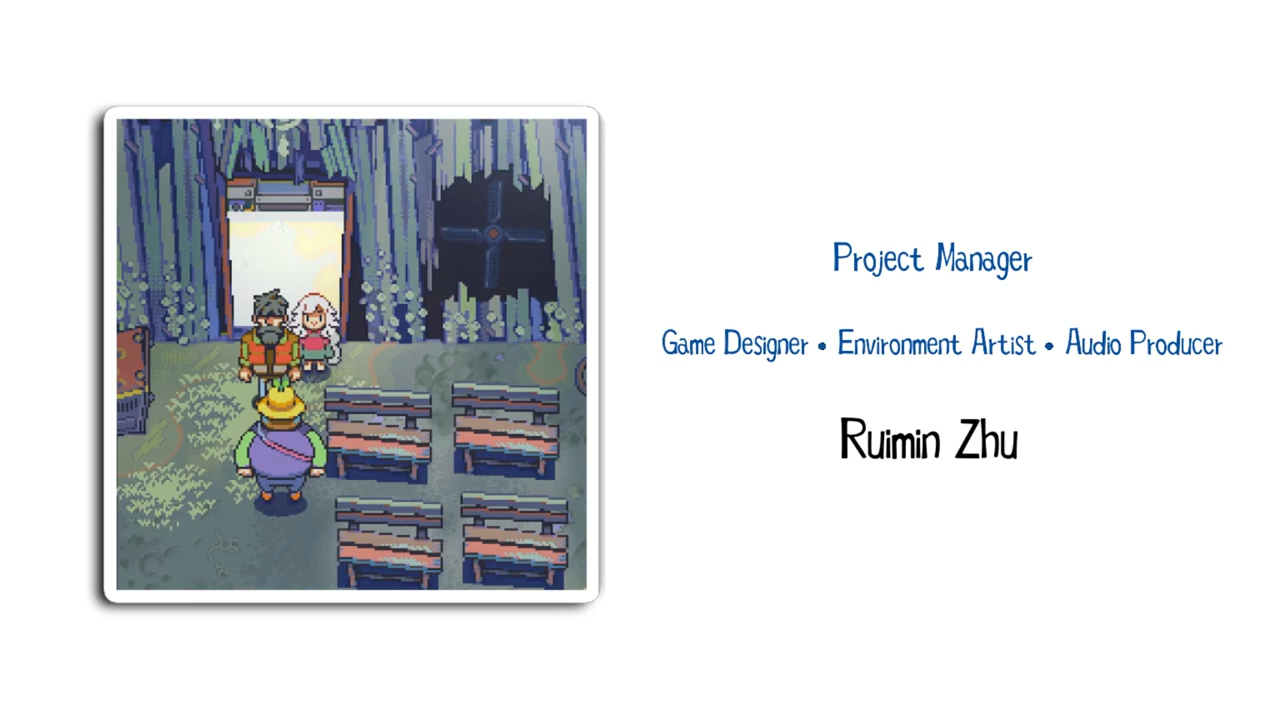 Project Manager
Game Designer • Environment Artist • Audio Producer
Ruimin Zhu